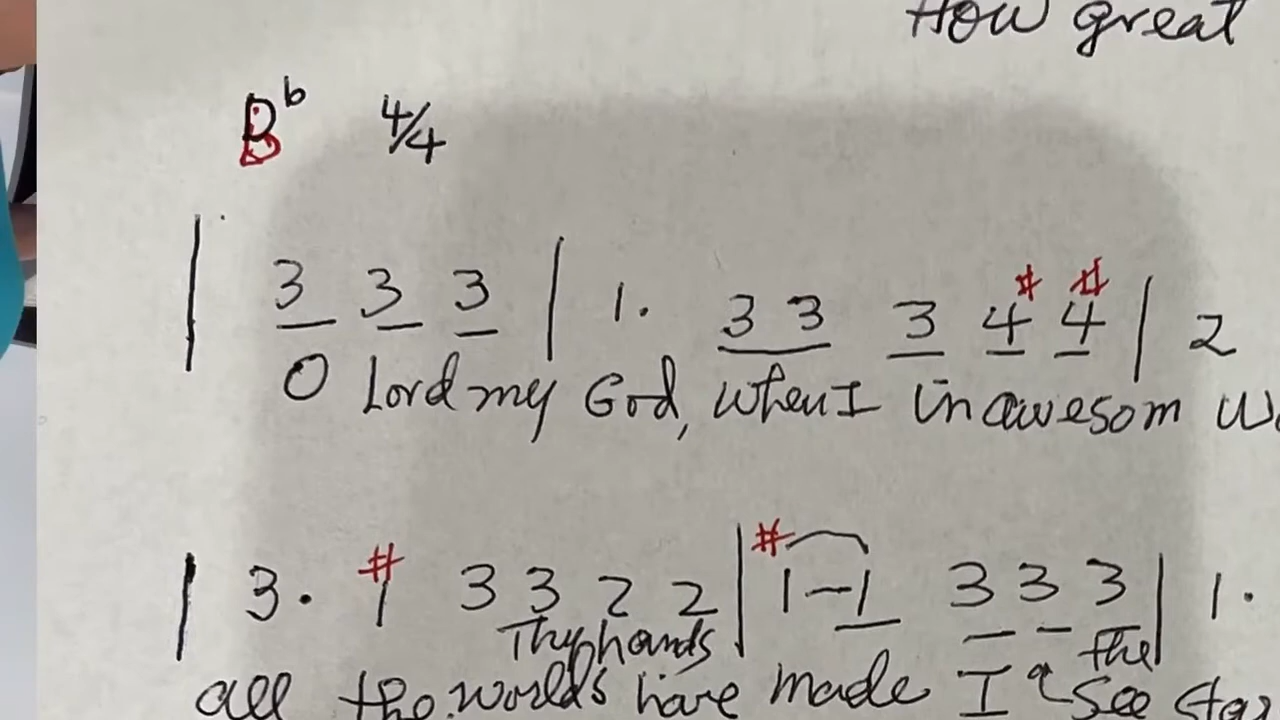 How great
B♭ 4/4
| 3 3 3 | 1. 3 3 3 4# 4# | 2
O Lord my God, when I in awesom
| 3. #1 3 3 2 2 | #1-1 3 3 3 | 1.
Thy hands the
all the worlds have made I see